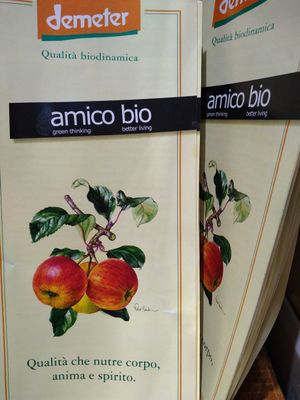 demeter
Qualità biodinamica
amico bio
green thinking better living
Qualità che nutre corpo,
anima e spirito.
demeter
Qualità biodinamica
amico bio
green thinking better living
corpo,